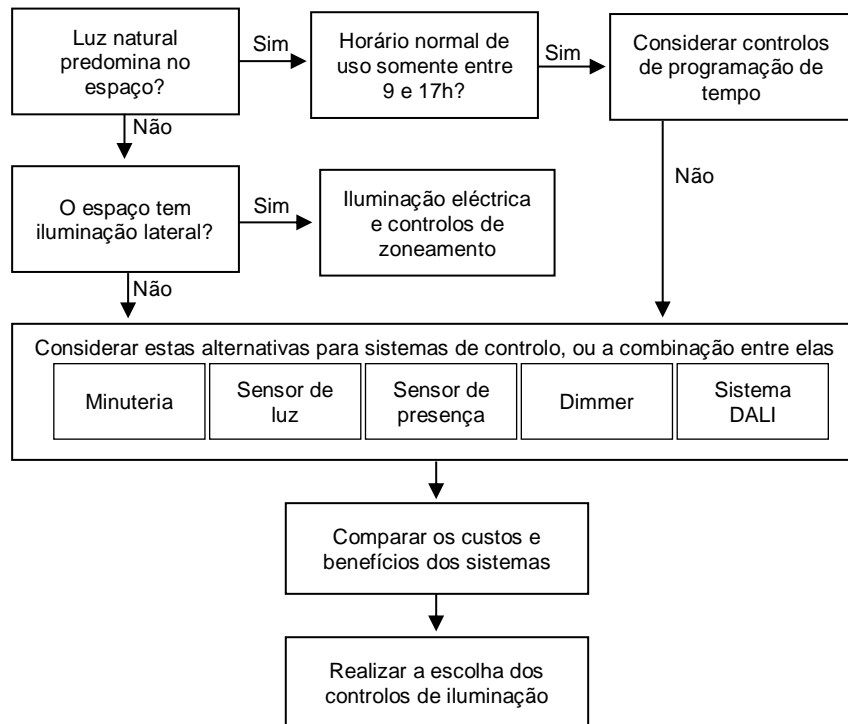 Luz natural
predomina no
espaço?
Sim
Horário normal de
uso somente entre
9 e 17h?
Sim
Considerar controlos
de programação de
tempo
Não
O espaço tem
iluminação lateral?
Sim
Iluminação eléctrica
e controlos de
zoneamento
Não
Não
Considerar estas alternativas para sistemas de controlo, ou a combinação entre elas
Minuteria
Sensor de
luz
Sensor de
presença
Dimmer
Sistema
DALI
Comparar os custos e
benefícios dos sistemas
Realizar a escolha dos
controlos de iluminação